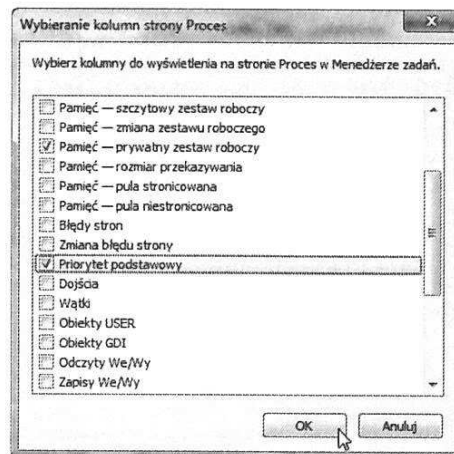 Wybieranie kolumn strony Proces
Wybierz kolumny do wyświetlenia na stronie Proces w Menedżerze zadań.
Pamięć — szczytowy zestaw roboczy
Pamięć — zmiana zestawu roboczego
Pamięć — prywatny zestaw roboczy
Pamięć — rozmiar przekazywania
Pamięć — pula stronicowana
Pamięć — pula niestronicowana
Błędy stron
Zmiana błędu strony
Priorytet podstawowy
Dojścia
Wątki
Obiekty USER
Obiekty GDI
Odczyty We/Wy
Zapisy We/Wy
OK Anuluj